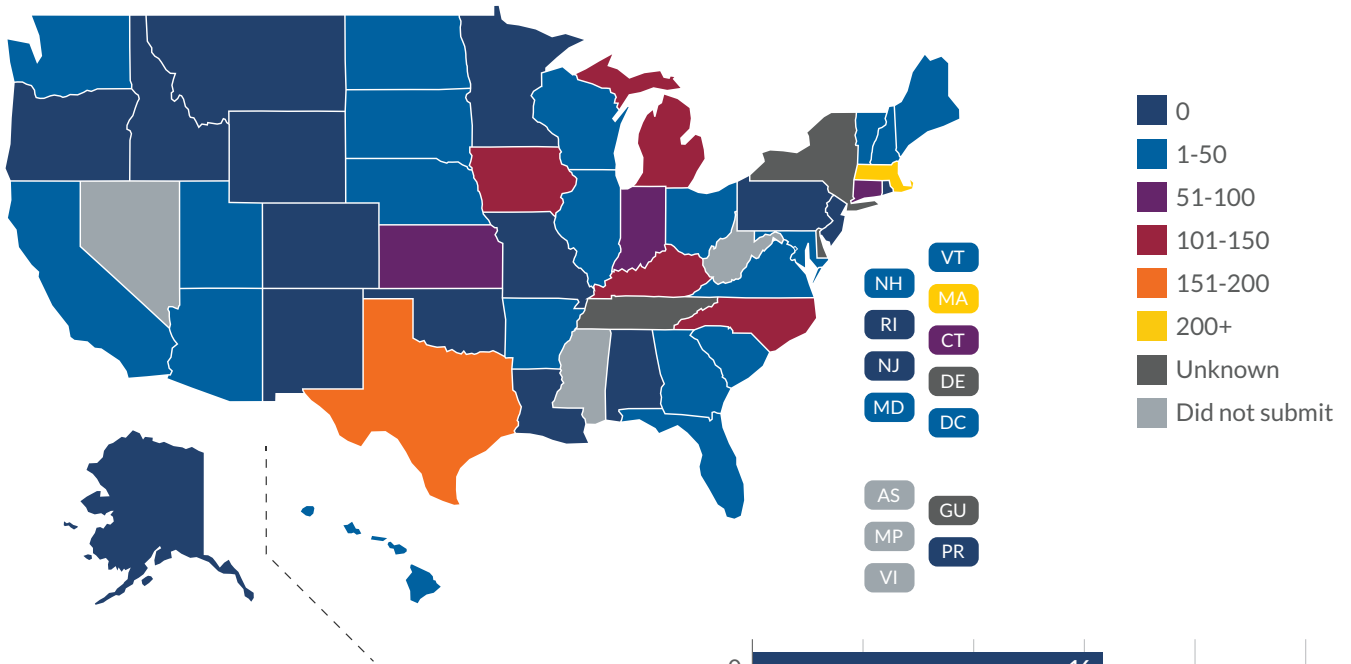 0
1-50
51-100
101-150
151-200
200+
Unknown
Did not submit
VT
NH
MA
RI
CT
NJ
DE
MD
DC
AS
GU
MP
PR
VI